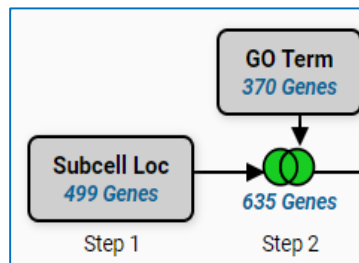 GO Term
370 Genes
Subcell Loc
499 Genes
635 Genes
Step 1
Step 2